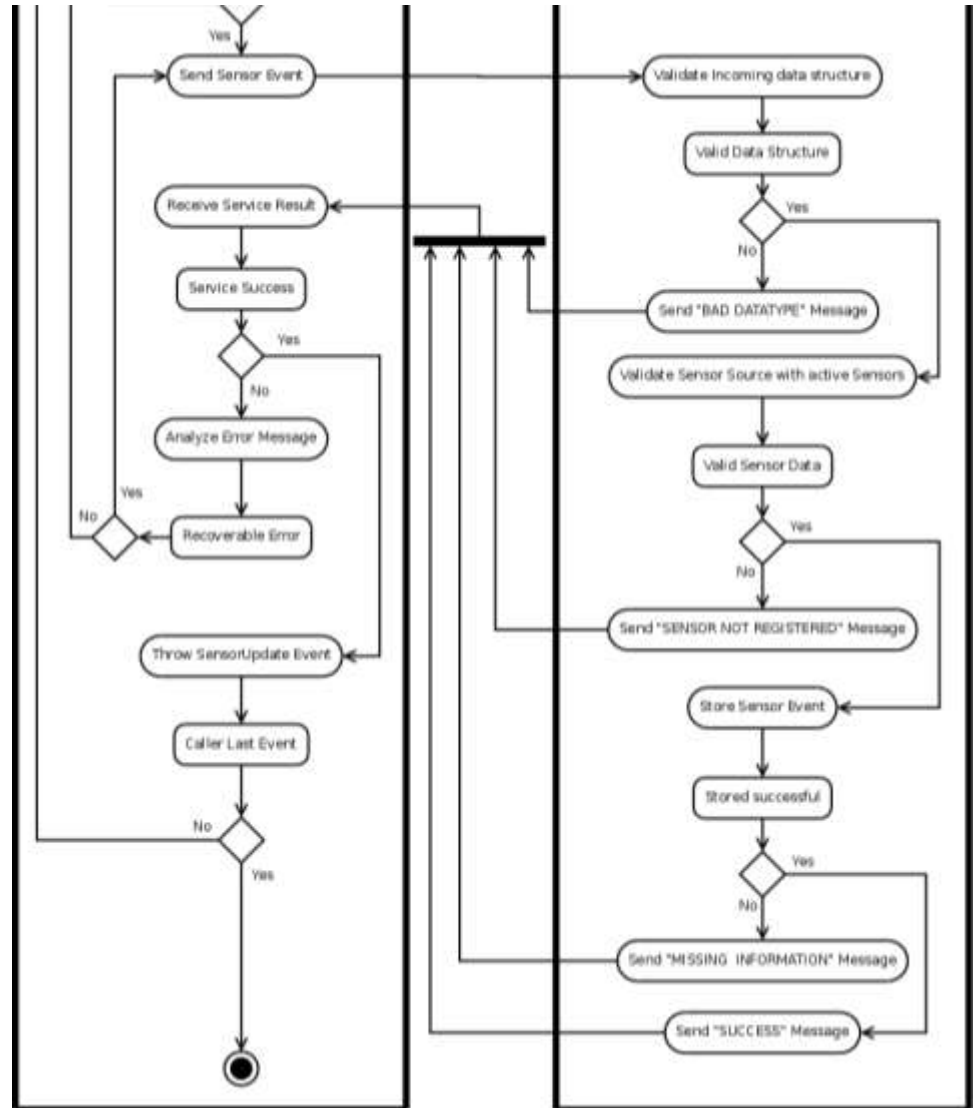 Yes
Send Sensor Event
Receive Service Result
Service Success
Yes
No
Analyze Error Message
Yes
No
Recoverable Error
Throw SensorUpdate Event
Caller Last Event
No
Yes
Validate Incoming data structure
Valid Data Structure
Yes
No
Send "BAD DATATYPE" Message
Validate Sensor Source with active Sensors
Valid Sensor Data
Yes
No
Send "SENSOR NOT REGISTERED" Message
Store Sensor Event
Stored successful
Yes
No
Send "MISSING INFORMATION" Message
Send "SUCCESS" Message